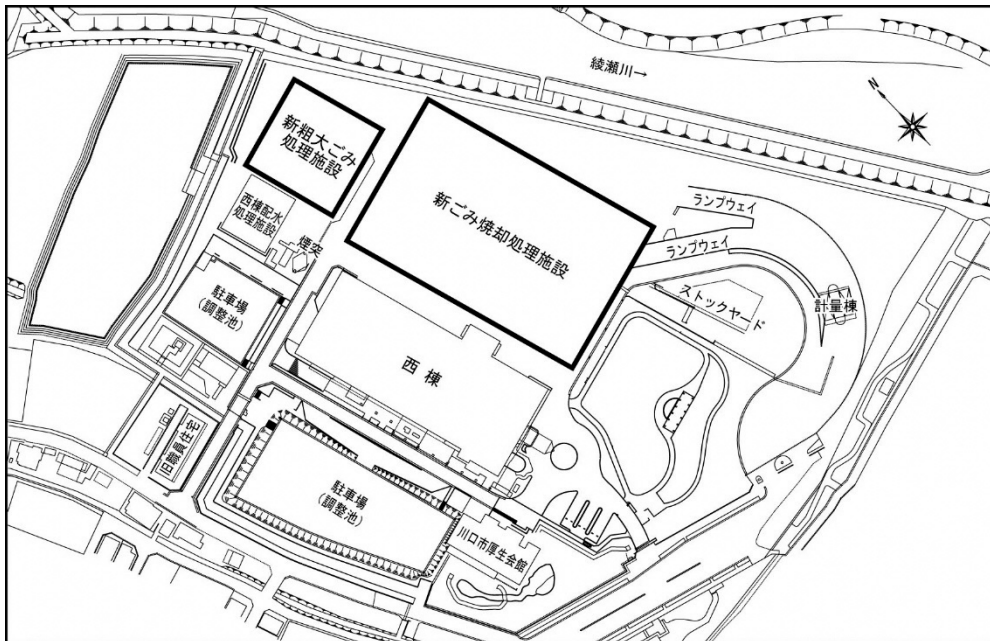 綾瀬川→
N
新粗大ごみ
処理施設
新ごみ焼却処理施設
ランプウェイ
ランプウェイ
西棟配水
処理施設
煙突
ストックヤード
計量棟
駐車場
(調整池)
西棟
旧職員住宅
駐車場
(調整池)
川口市厚生会館